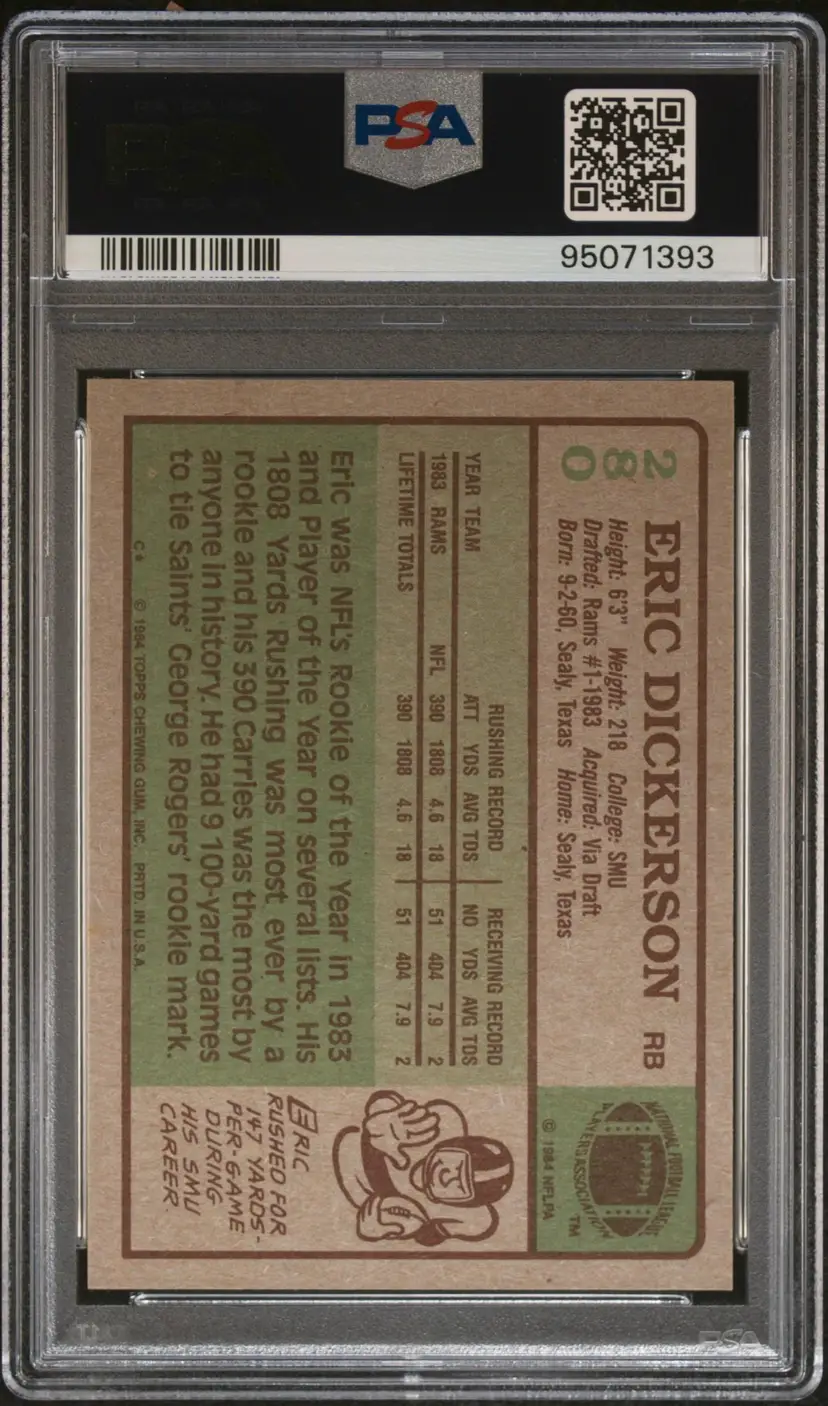 PSA
95071393
280
ERIC DICKERSON RB
Height: 6'3" Weight: 218 College: SMU
Drafted: Rams #1-1983 Acquired: Via Draft
Born: 9-2-60, Sealy, Texas Home: Sealy, Texas
NATIONAL FOOTBALL LEAGUE
PLAYERS ASSOCIATION
NFLPA
TM
© 1984 NFLPA
RUSHING RECORD RECEIVING RECORD
YEAR TEAM ATT YDS AVG TDS NO YDS AVG TDS
1983 RAMS NFL 390 1808 4.6 18 51 404 7.9 2
LIFETIME TOTALS 390 1808 4.6 18 51 404 7.9 2
Eric was NFL's Rookie of the Year in 1983
and Player of the Year on several lists. His
1808 Yards Rushing was most ever by a
rookie and his 390 Carries was the most by
anyone in history. He had 9 100-yard games
to tie Saints' George Rogers' rookie mark.
C* © 1984 TOPPS CHEWING GUM, INC. PRTD. IN U.S.A.
ERIC
RUSHED FOR
147 YARDS-
PER-GAME
DURING
HIS SMU
CAREER.
PSA